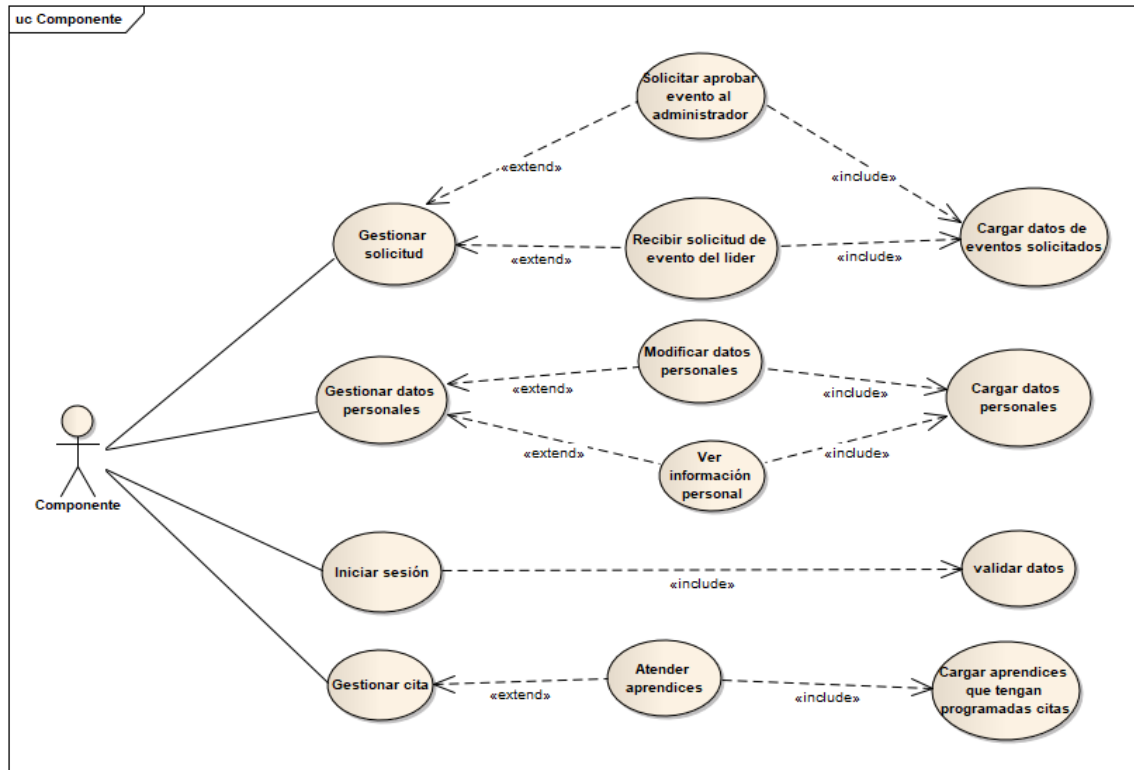 uc Componente
Solicitar aprobar
evento al
administrador
«extend»
«include»
Gestionar
solicitud
Recibir solicitud de
evento del lider
Cargar datos de
eventos solicitados
«extend»
«include»
Modificar datos
personales
Gestionar datos
personales
«extend»
«include»
Cargar datos
personales
«extend»
Ver
información
personal
«include»
Componente
Iniciar sesión
«include»
validar datos
Gestionar cita
«extend»
Atender
aprendices
«include»
Cargar aprendices
que tengan
programadas citas